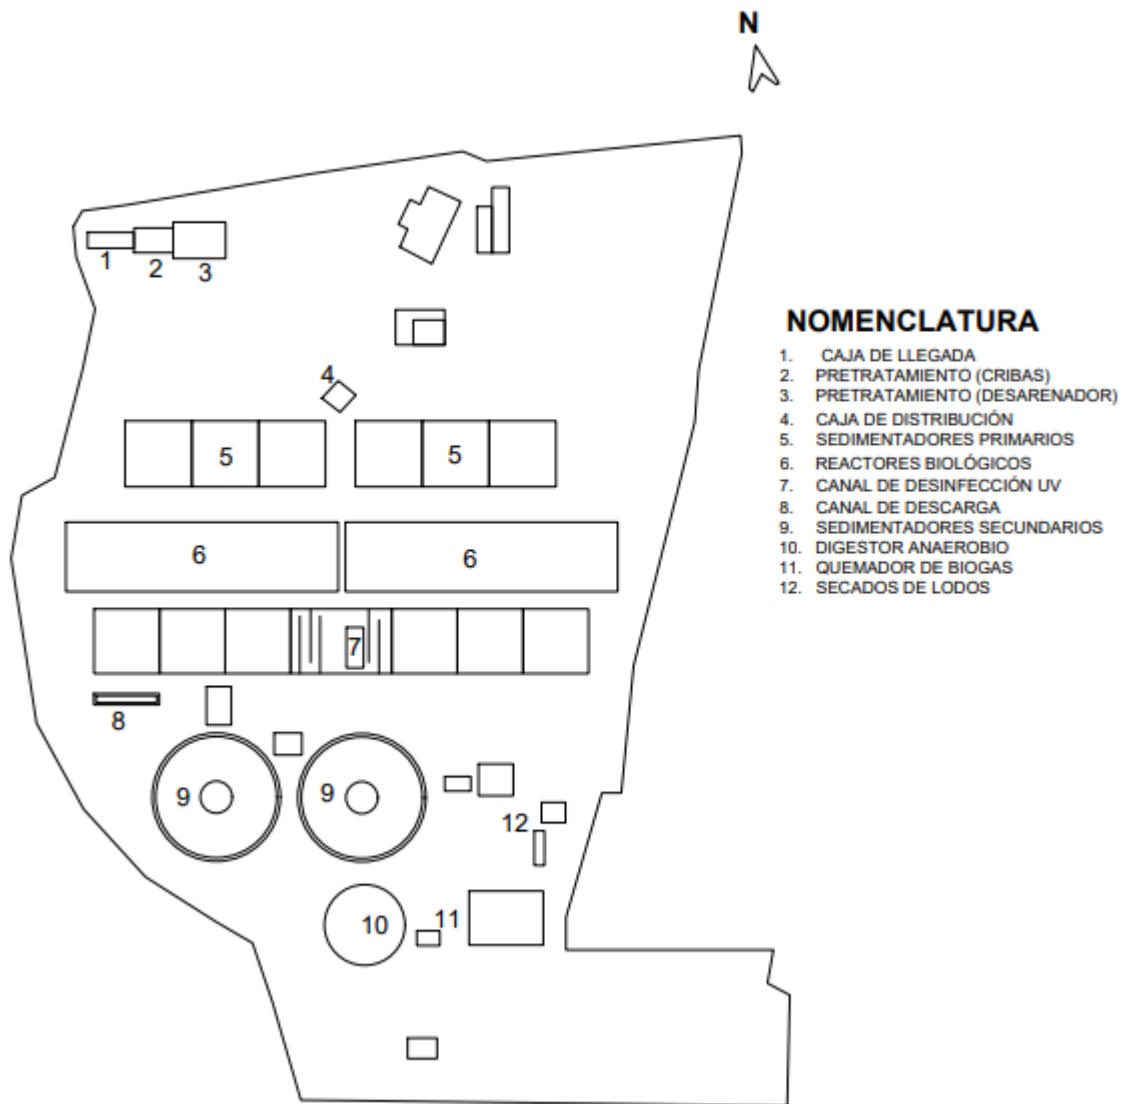 N
1
2
3
4
5
5
6
6
7
8
9
9
12
10
11
NOMENCLATURA
1. CAJA DE LLEGADA
2. PRETRATAMIENTO (CRIBAS)
3. PRETRATAMIENTO (DESARENADOR)
4. CAJA DE DISTRIBUCIÓN
5. SEDIMENTADORES PRIMARIOS
6. REACTORES BIOLÓGICOS
7. CANAL DE DESINFECCIÓN UV
8. CANAL DE DESCARGA
9. SEDIMENTADORES SECUNDARIOS
10. DIGESTOR ANAEROBIO
11. QUEMADOR DE BIOGAS
12. SECADOS DE LODOS